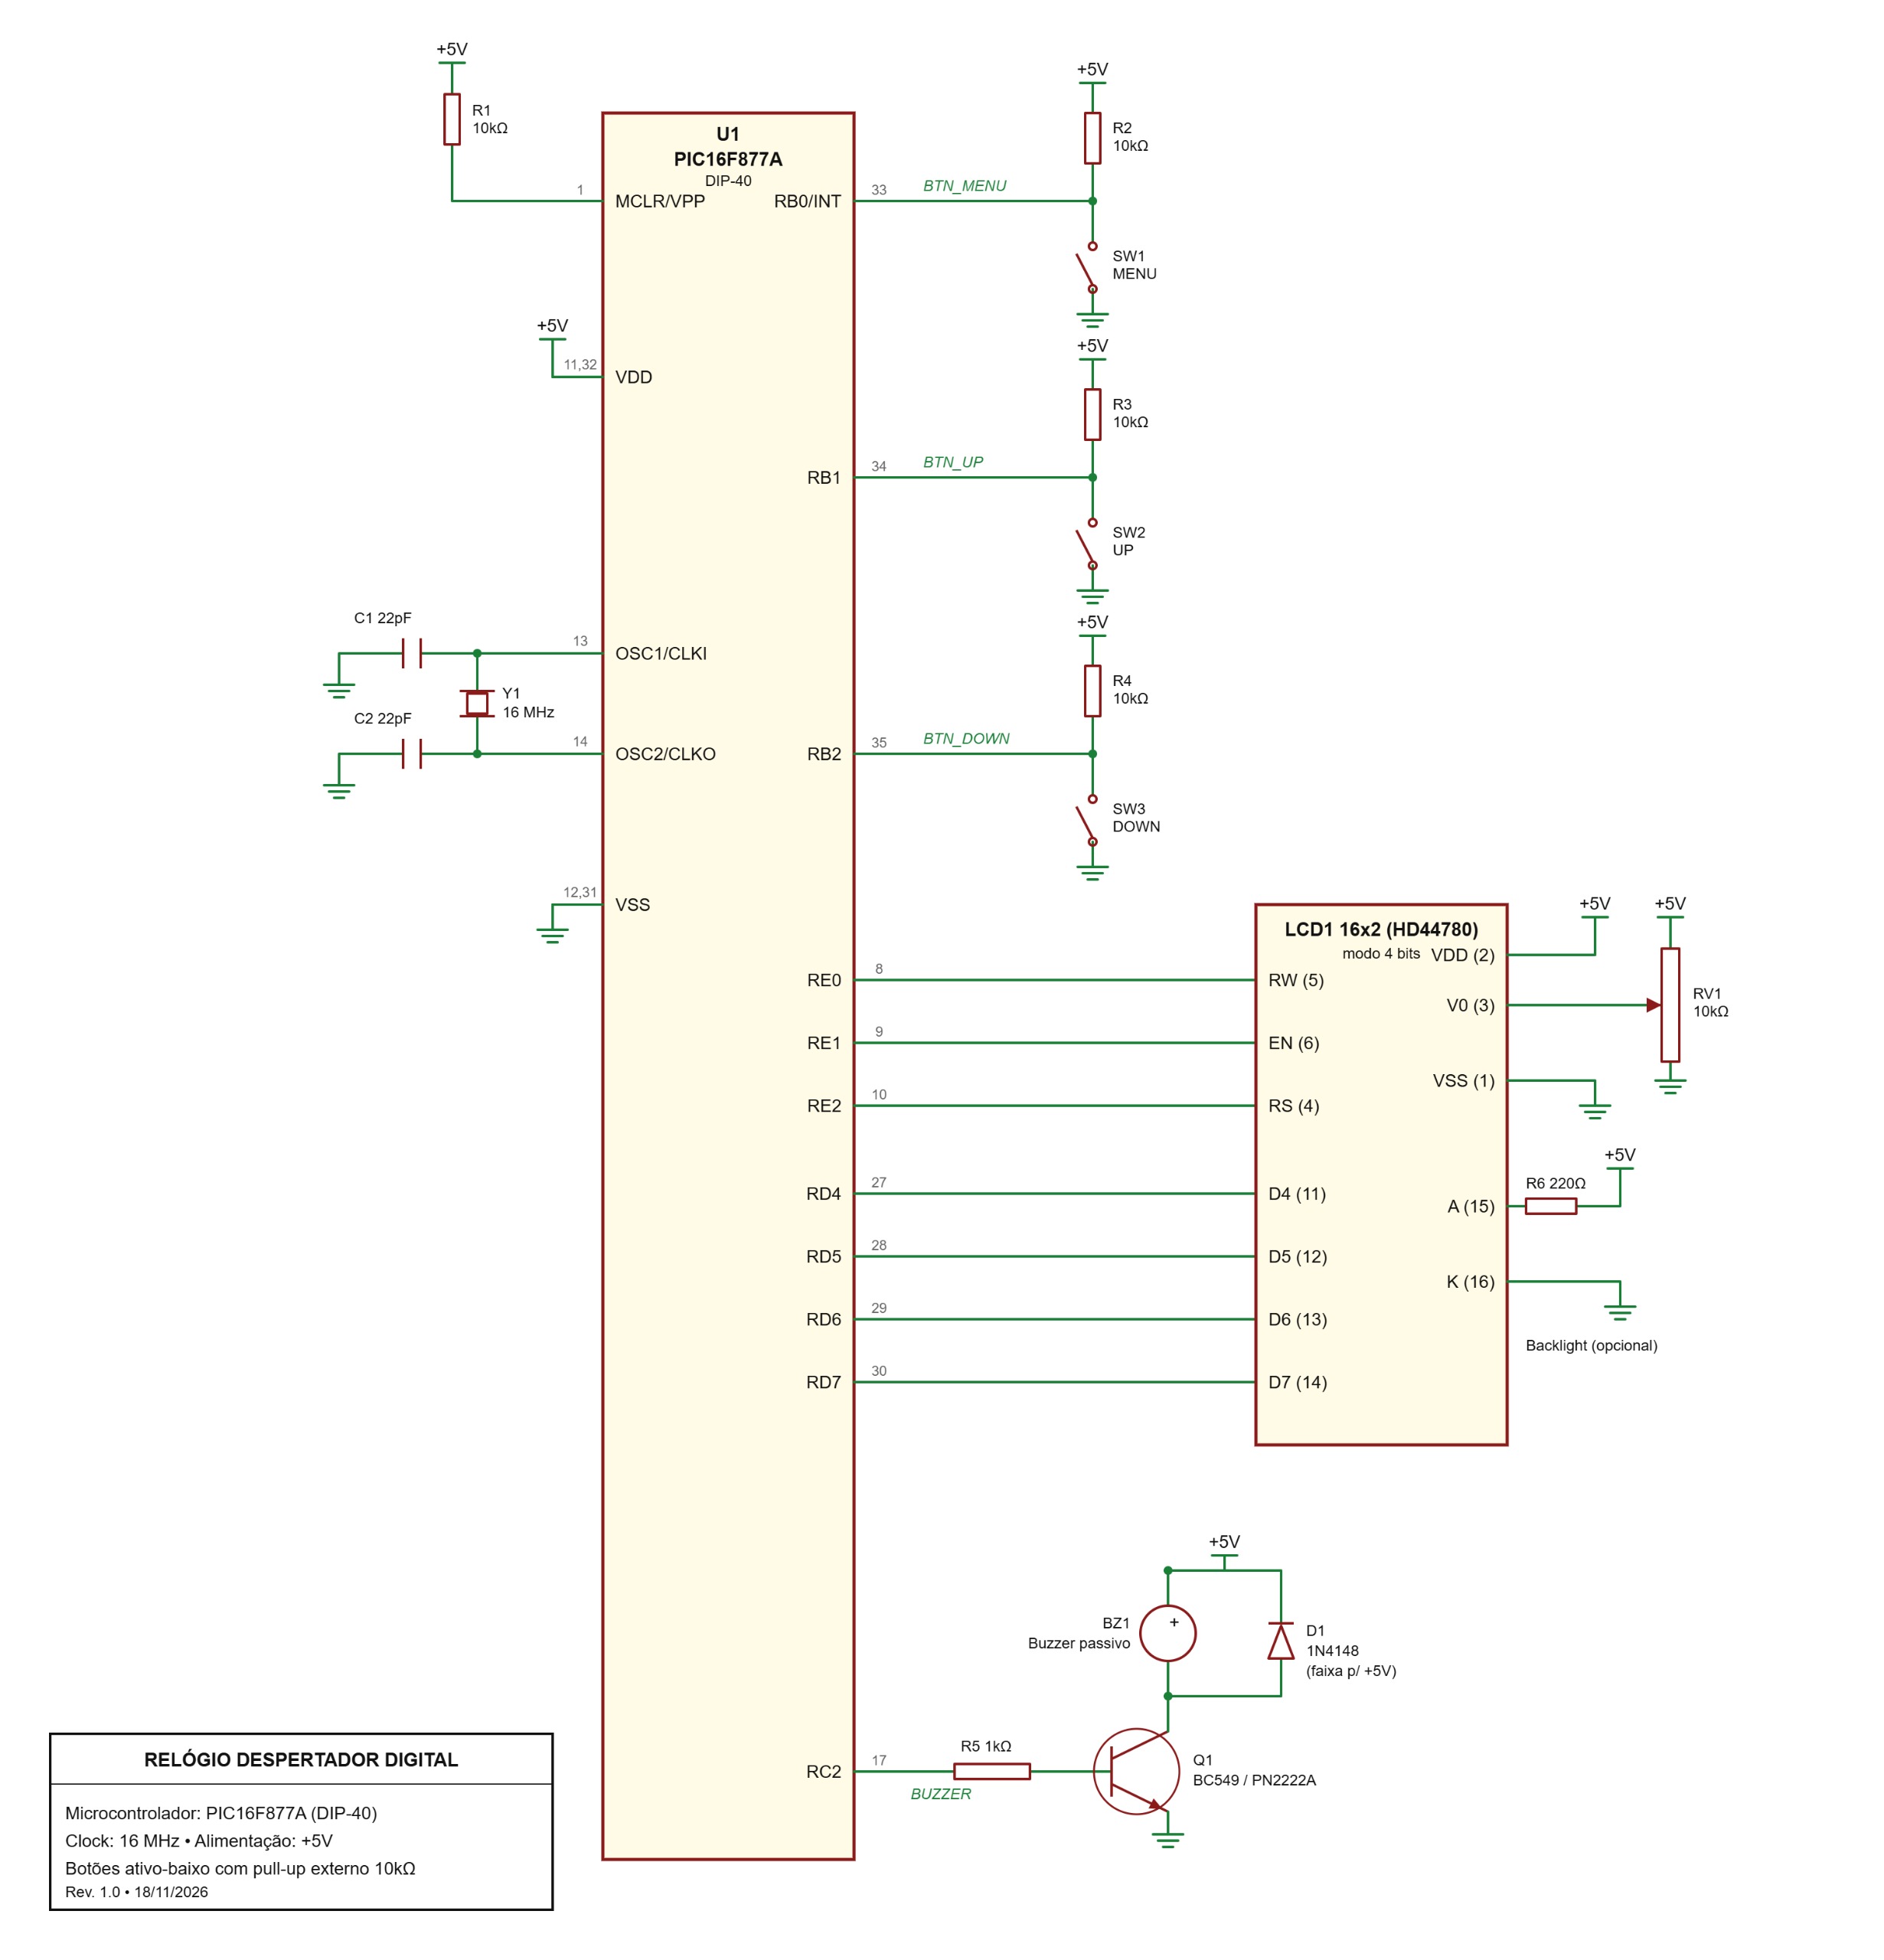 +5V
R1
10kΩ
U1
PIC16F877A
DIP-40
1
MCLR/VPP
+5V
11,32
VDD
C1 22pF
13
OSC1/CLKI
Y1
16 MHz
C2 22pF
14
OSC2/CLKO
12,31
VSS
+5V
R2
10kΩ
RB0/INT
33
BTN_MENU
SW1
MENU
+5V
R3
10kΩ
RB1
34
BTN_UP
SW2
UP
+5V
R4
10kΩ
RB2
35
BTN_DOWN
SW3
DOWN
LCD1 16x2 (HD44780)
modo 4 bits
RE0
8
RW (5)
RE1
9
EN (6)
RE2
10
RS (4)
RD4
27
D4 (11)
RD5
28
D5 (12)
RD6
29
D6 (13)
RD7
30
D7 (14)
VDD (2)
+5V
+5V
V0 (3)
RV1
10kΩ
VSS (1)
+5V
R6 220Ω
A (15)
K (16)
Backlight (opcional)
+5V
BZ1
Buzzer passivo
+
D1
1N4148
(faixa p/ +5V)
RC2
17
BUZZER
R5 1kΩ
Q1
BC549 / PN2222A
RELÓGIO DESPERTADOR DIGITAL
Microcontrolador: PIC16F877A (DIP-40)
Clock: 16 MHz • Alimentação: +5V
Botões ativo-baixo com pull-up externo 10kΩ
Rev. 1.0 • 18/11/2026